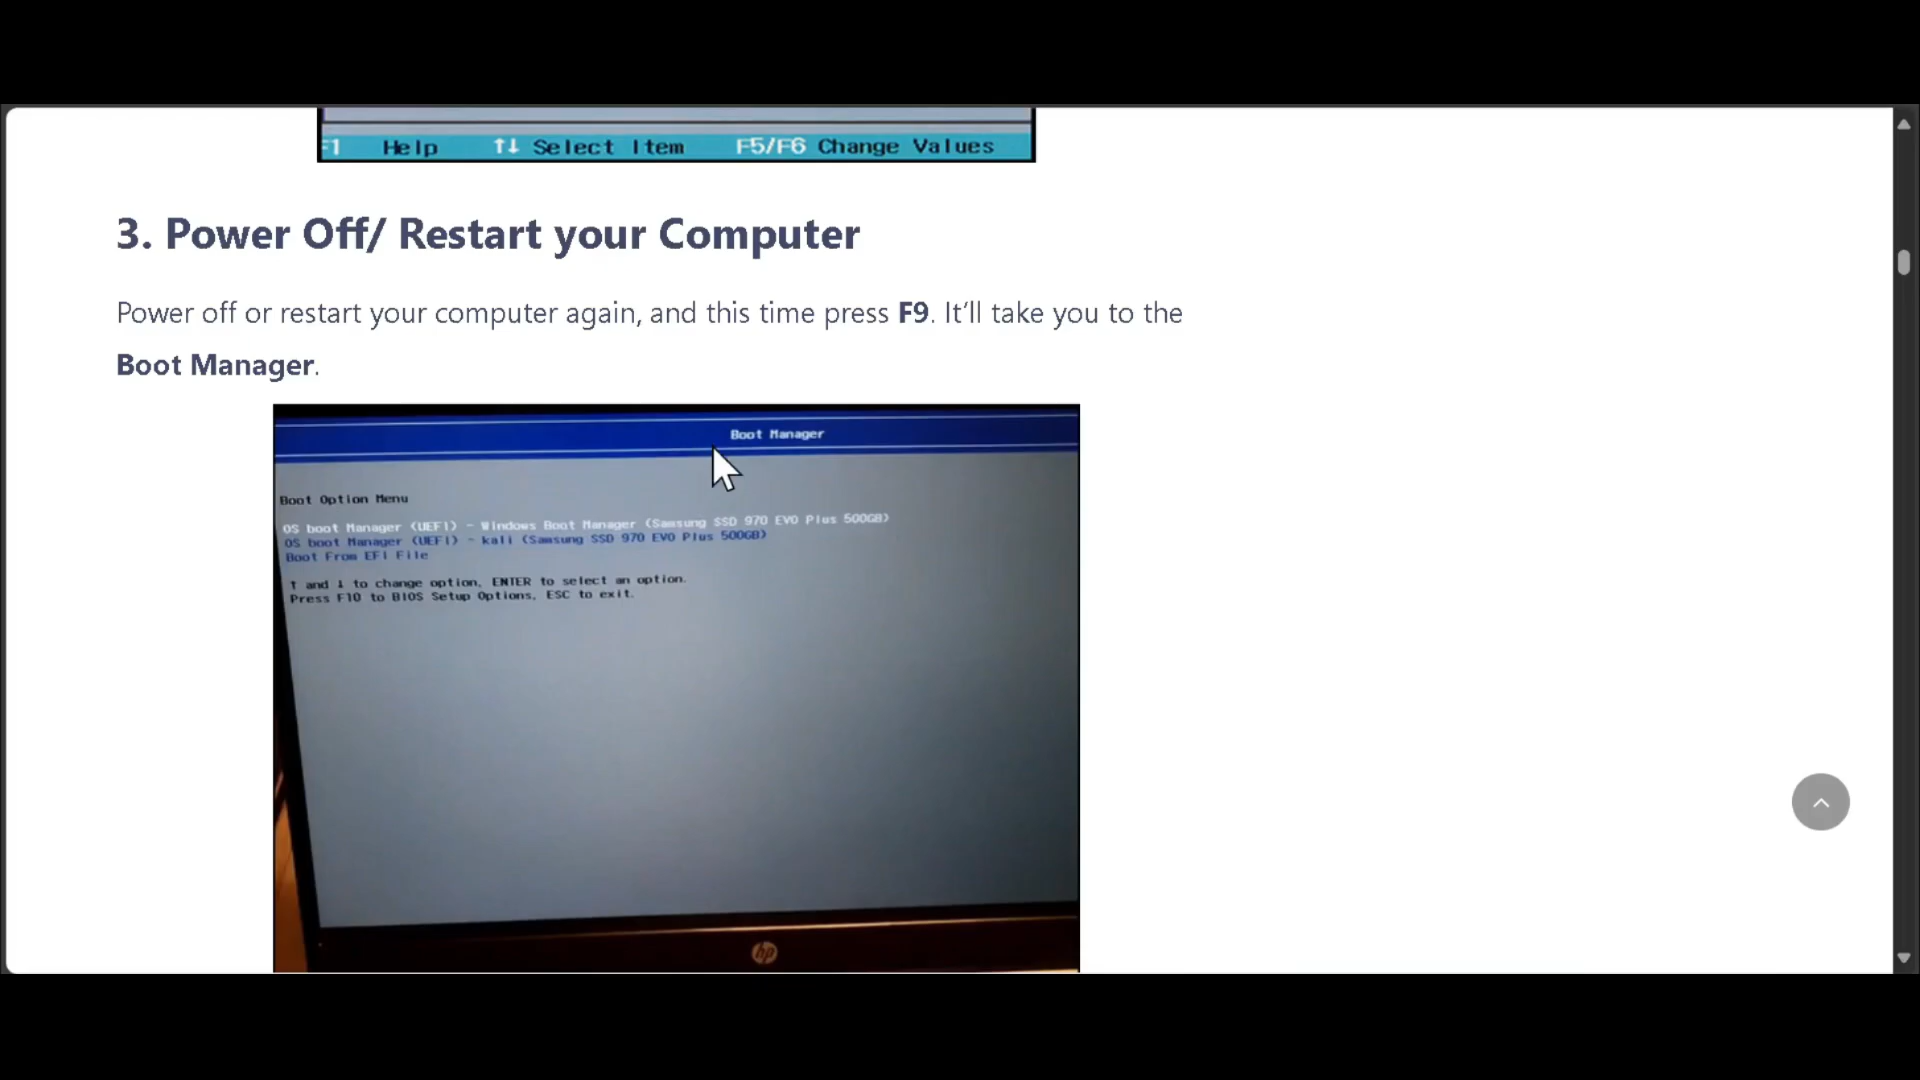 F1 Help ↑↓ Select Item F5/F6 Change Values
3. Power Off/ Restart your Computer
Power off or restart your computer again, and this time press F9. It’ll take you to the
Boot Manager.
Boot Manager
Boot Option Menu
OS boot Manager (UEFI) - Windows Boot Manager (Samsung SSD 970 EVO Plus 500GB)
OS boot Manager (UEFI) - kali (Samsung SSD 970 EVO Plus 500GB)
Boot From EFI File
↑ and ↓ to change option, ENTER to select an option.
Press F10 to BIOS Setup Options, ESC to exit.
hp